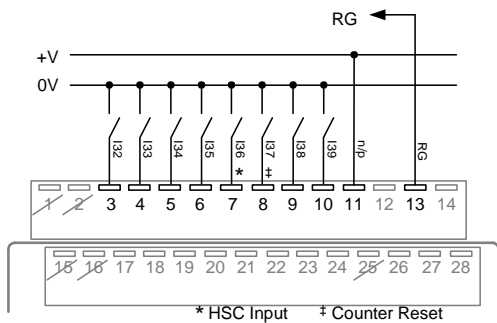 RG
+V
0V
I32 I33 I34 I35 I36 I37 I38 I39 n/p RG
* ‡
1 2 3 4 5 6 7 8 9 10 11 12 13 14
15 16 17 18 19 20 21 22 23 24 25 26 27 28
* HSC Input ‡ Counter Reset